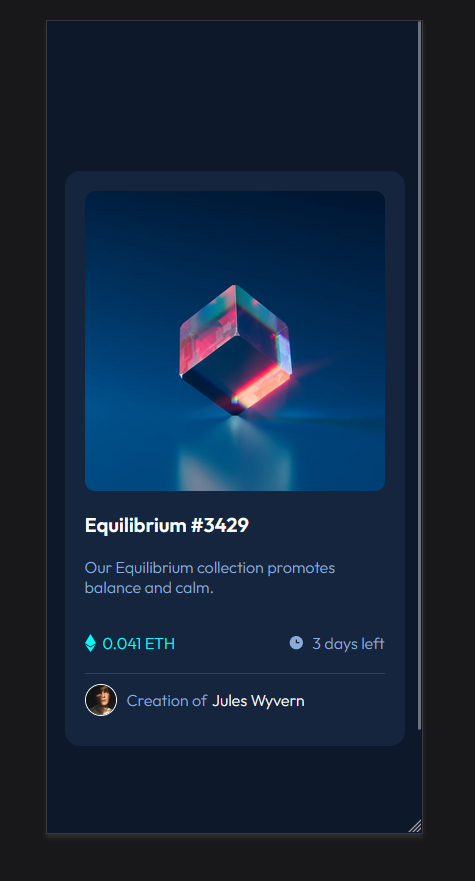 Equilibrium #3429
Our Equilibrium collection promotes
balance and calm.
0.041 ETH
3 days left
Creation of Jules Wyvern